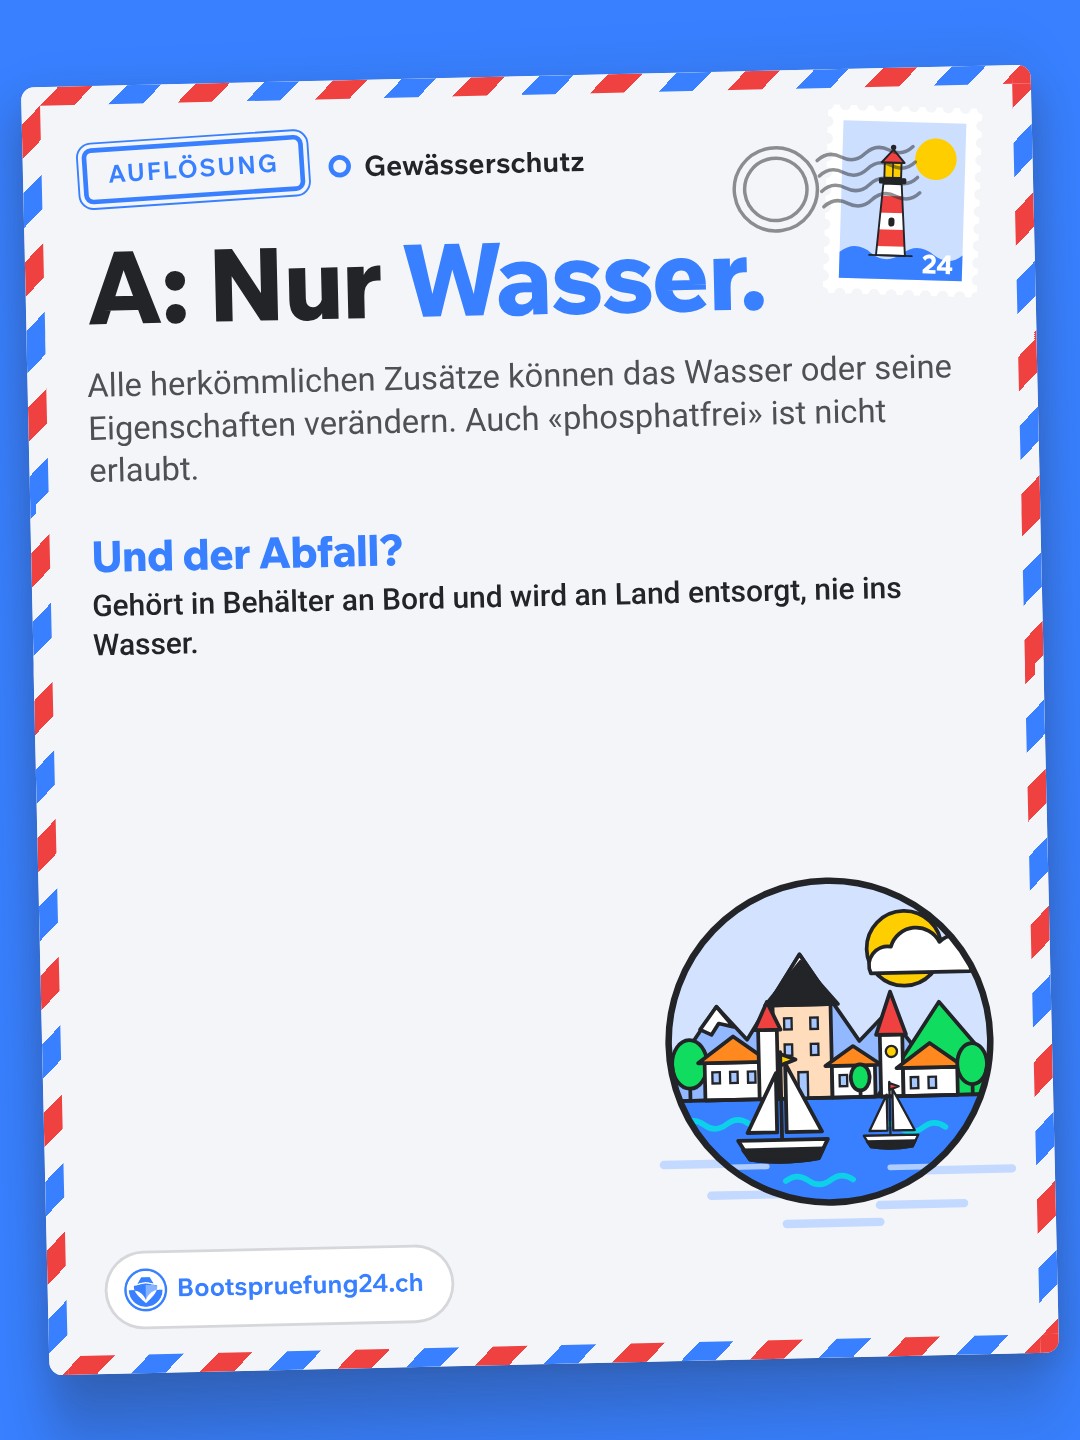 AUFLÖSUNG
Gewässerschutz
24
A: Nur Wasser.
Alle herkömmlichen Zusätze können das Wasser oder seine
Eigenschaften verändern. Auch «phosphatfrei» ist nicht
erlaubt.
Und der Abfall?
Gehört in Behälter an Bord und wird an Land entsorgt, nie ins
Wasser.
Bootspruefung24.ch